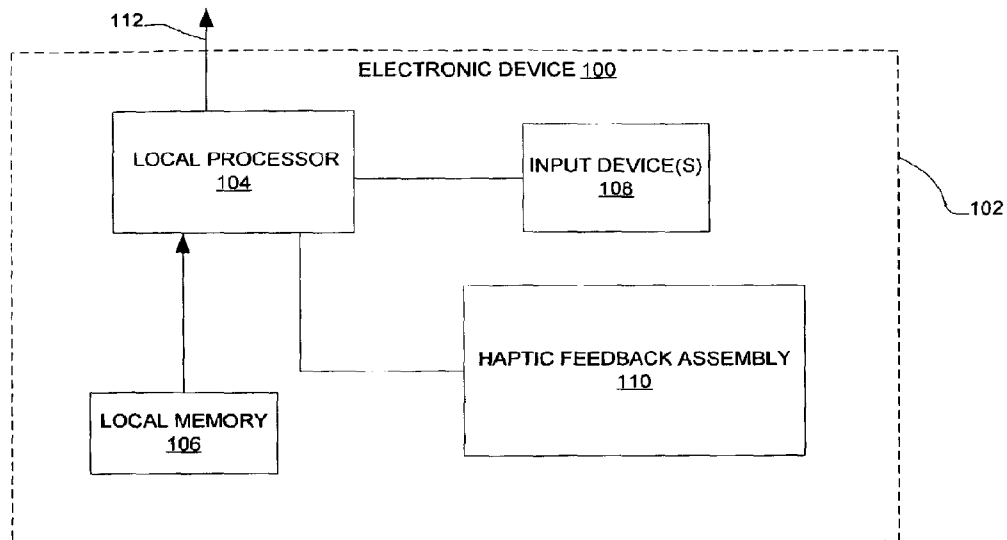 112
ELECTRONIC DEVICE 100
LOCAL PROCESSOR
104
INPUT DEVICE(S)
108
102
HAPTIC FEEDBACK ASSEMBLY
110
LOCAL MEMORY
106